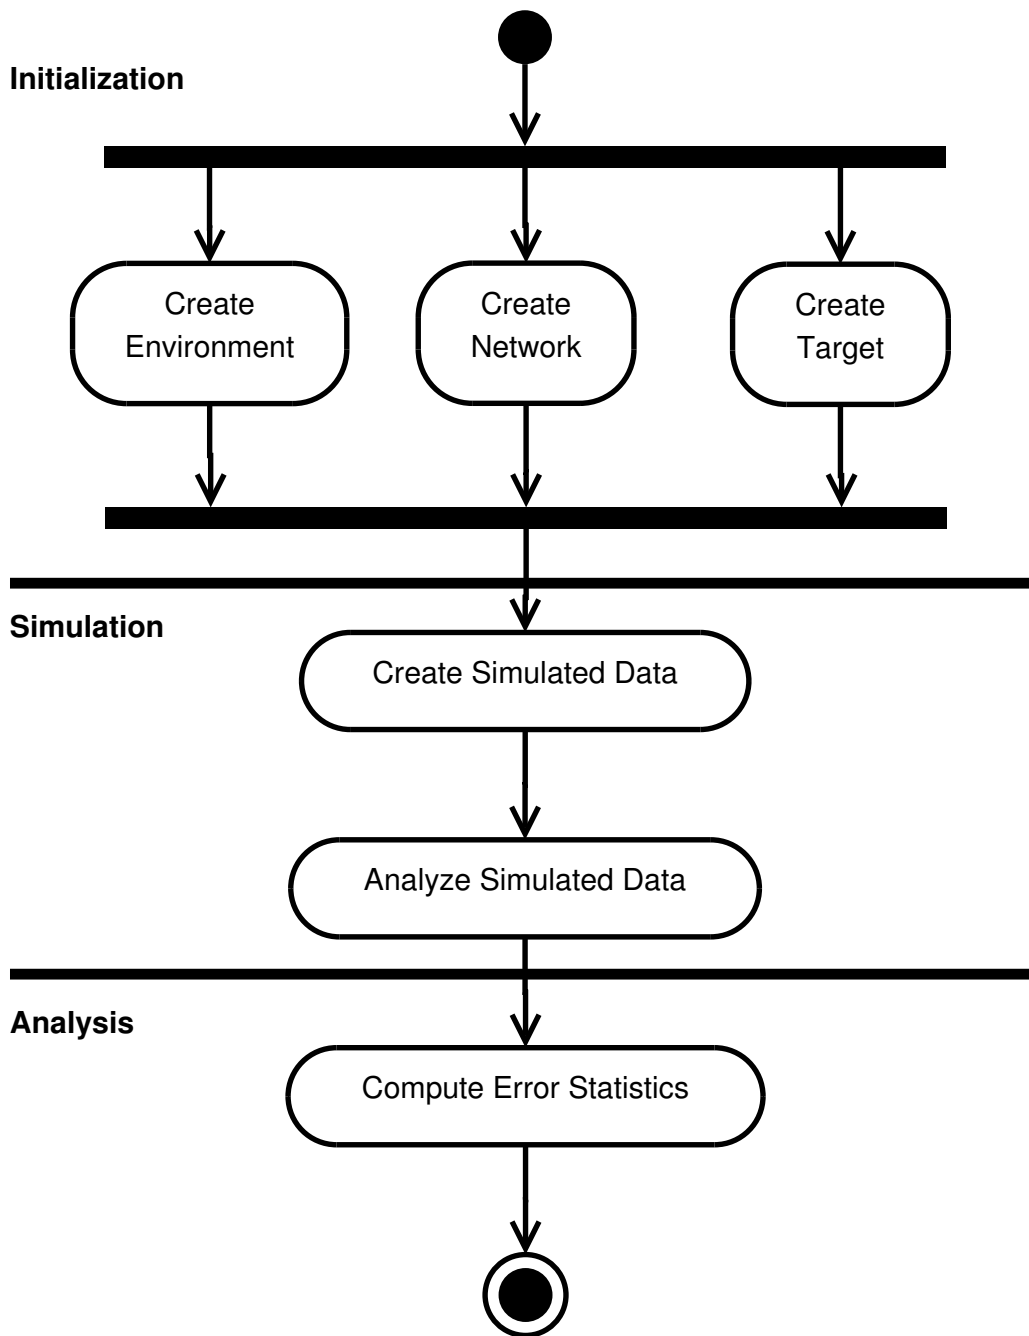 Initialization
Create
Environment
Create
Network
Create
Target
Simulation
Create Simulated Data
Analyze Simulated Data
Analysis
Compute Error Statistics